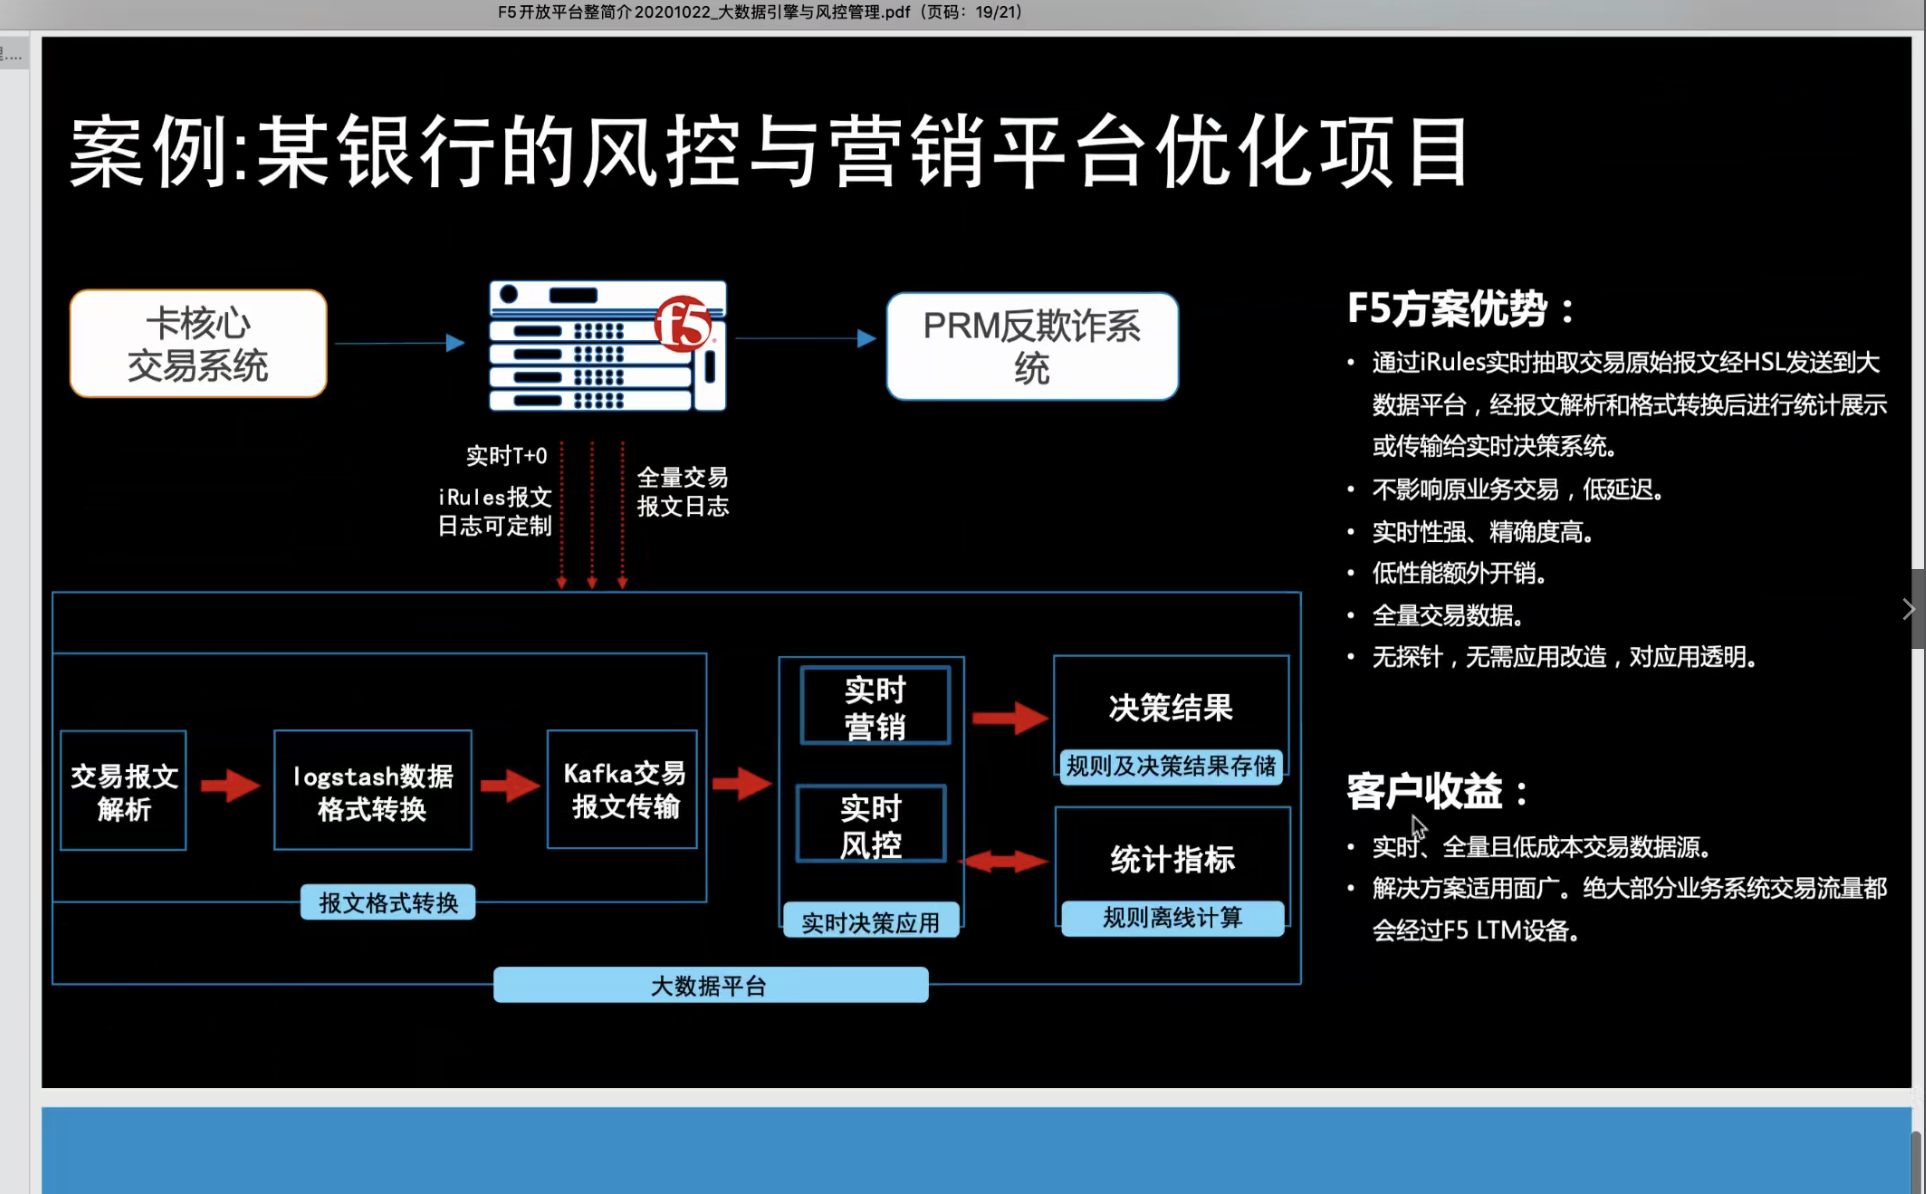 F5开放平台整简介20201022_大数据引擎与风控管理.pdf（页码：19/21）
案例:某银行的风控与营销平台优化项目
卡核心
交易系统
f5
PRM反欺诈系
统
实时T+0
iRules报文
日志可定制
全量交易
报文日志
交易报文
解析
logstash数据
格式转换
Kafka交易
报文传输
报文格式转换
实时
营销
实时
风控
实时决策应用
决策结果
规则及决策结果存储
统计指标
规则离线计算
大数据平台
F5方案优势：
• 通过iRules实时抽取交易原始报文经HSL发送到大
数据平台，经报文解析和格式转换后进行统计展示
或传输给实时决策系统。
• 不影响原业务交易，低延迟。
• 实时性强、精确度高。
• 低性能额外开销。
• 全量交易数据。
• 无探针，无需应用改造，对应用透明。
客户收益：
• 实时、全量且低成本交易数据源。
• 解决方案适用面广。绝大部分业务系统交易流量都
会经过F5 LTM设备。